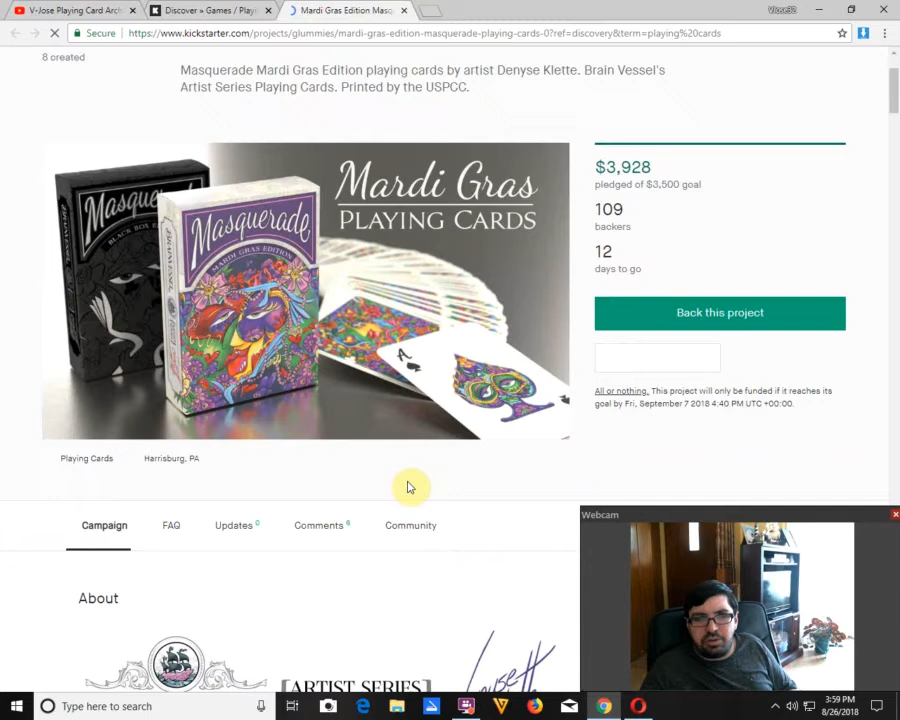 V-Jose Playing Card Arch
Discover » Games / Playi
Mardi Gras Edition Masq
Secure
https://www.kickstarter.com/projects/glummies/mardi-gras-edition-masquerade-playing-cards-0?ref=discovery&term=playing%20cards
8 created
Masquerade Mardi Gras Edition playing cards by artist Denyse Klette. Brain Vessel's
Artist Series Playing Cards. Printed by the USPCC.
Mardi Gras
PLAYING CARDS
Masquerade
MARDI GRAS EDITION
A
$3,928
pledged of $3,500 goal
109
backers
12
days to go
Back this project
All or nothing. This project will only be funded if it reaches its
goal by Fri, September 7 2018 4:40 PM UTC +00:00.
Playing Cards
Harrisburg, PA
Campaign
FAQ
Updates 0
Comments 6
Community
Webcam
About
[ARTIST SERIES]
Type here to search
3:59 PM
8/26/2018